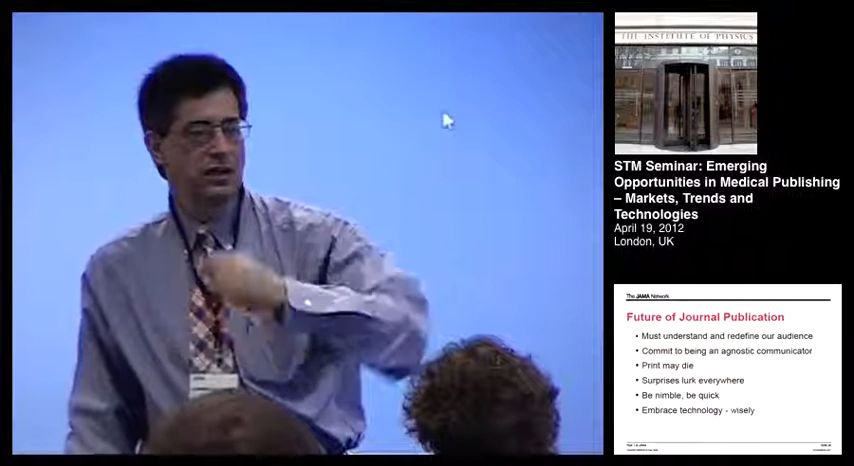 THE INSTITUTE OF PHYSICS
STM Seminar: Emerging
Opportunities in Medical Publishing
– Markets, Trends and
Technologies
April 19, 2012
London, UK
The JAMA Network
Future of Journal Publication
• Must understand and redefine our audience
• Commit to being an agnostic communicator
• Print may die
• Surprises lurk everywhere
• Be nimble, be quick
• Embrace technology - wisely